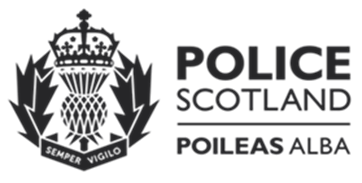 POLICE
SCOTLAND
POILEAS ALBA
SEMPER VIGILO